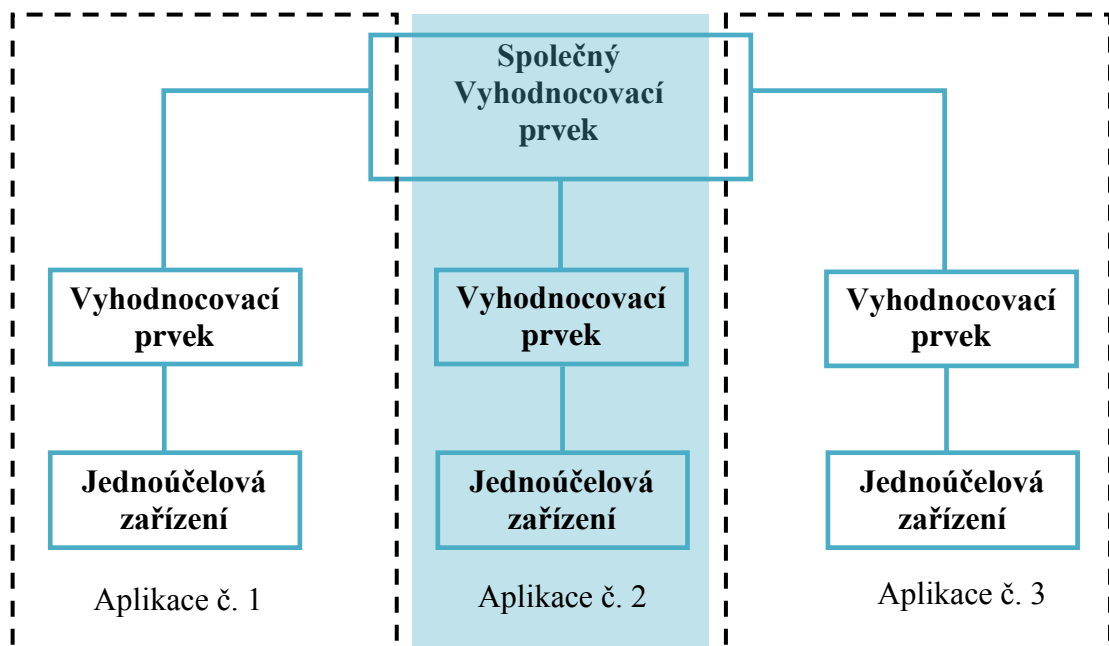 Společný
Vyhodnocovací
prvek
Vyhodnocovací
prvek
Vyhodnocovací
prvek
Vyhodnocovací
prvek
Jednoúčelová
zařízení
Jednoúčelová
zařízení
Jednoúčelová
zařízení
Aplikace č. 1
Aplikace č. 2
Aplikace č. 3